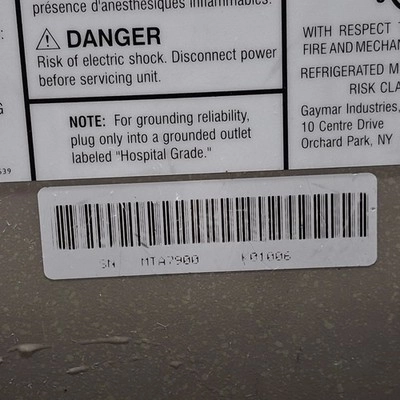 présence d'anesthésiques inflammables.
DANGER
Risk of electric shock. Disconnect power
before servicing unit.
NOTE: For grounding reliability,
plug only into a grounded outlet
labeled "Hospital Grade."
WITH RESPECT T
FIRE AND MECHAN
REFRIGERATED M
RISK CLA
Gaymar Industries,
10 Centre Drive
Orchard Park, NY
:
G
639
SN MTA7900 K01006